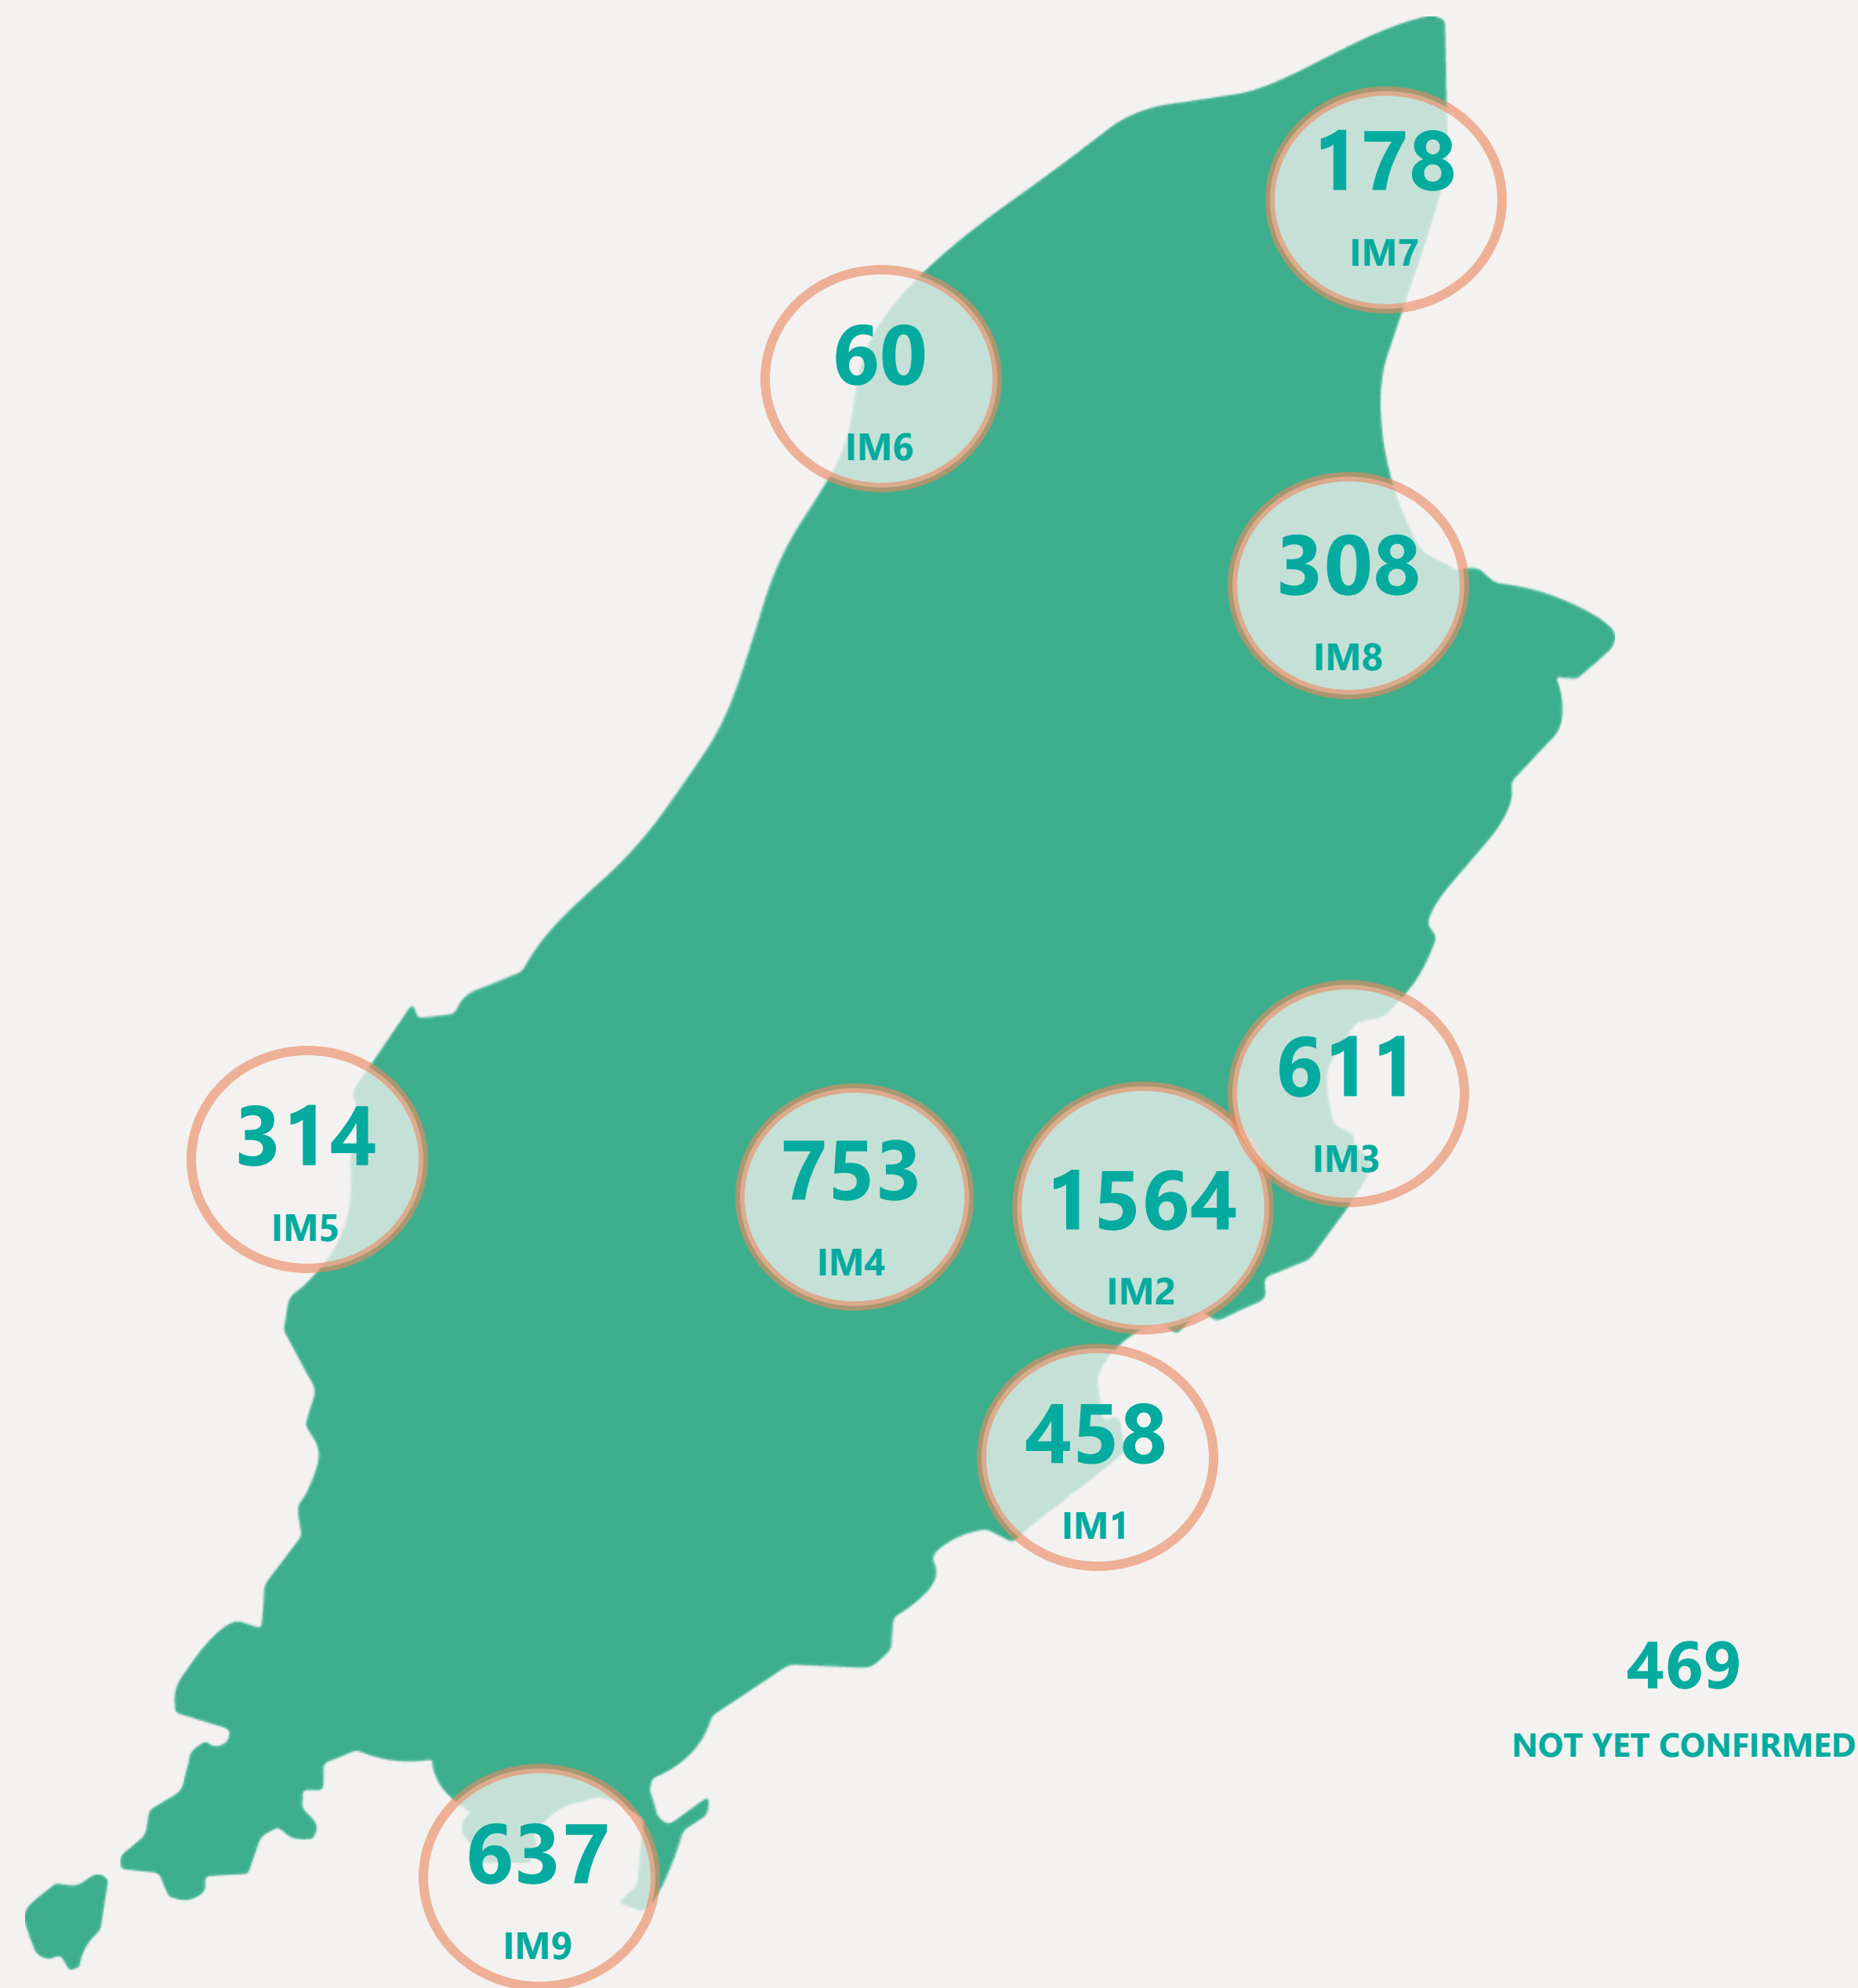 178
IM7
60
IM6
308
IM8
611
IM3
314
IM5
753
IM4
1564
IM2
458
IM1
469
NOT YET CONFIRMED
637
IM9